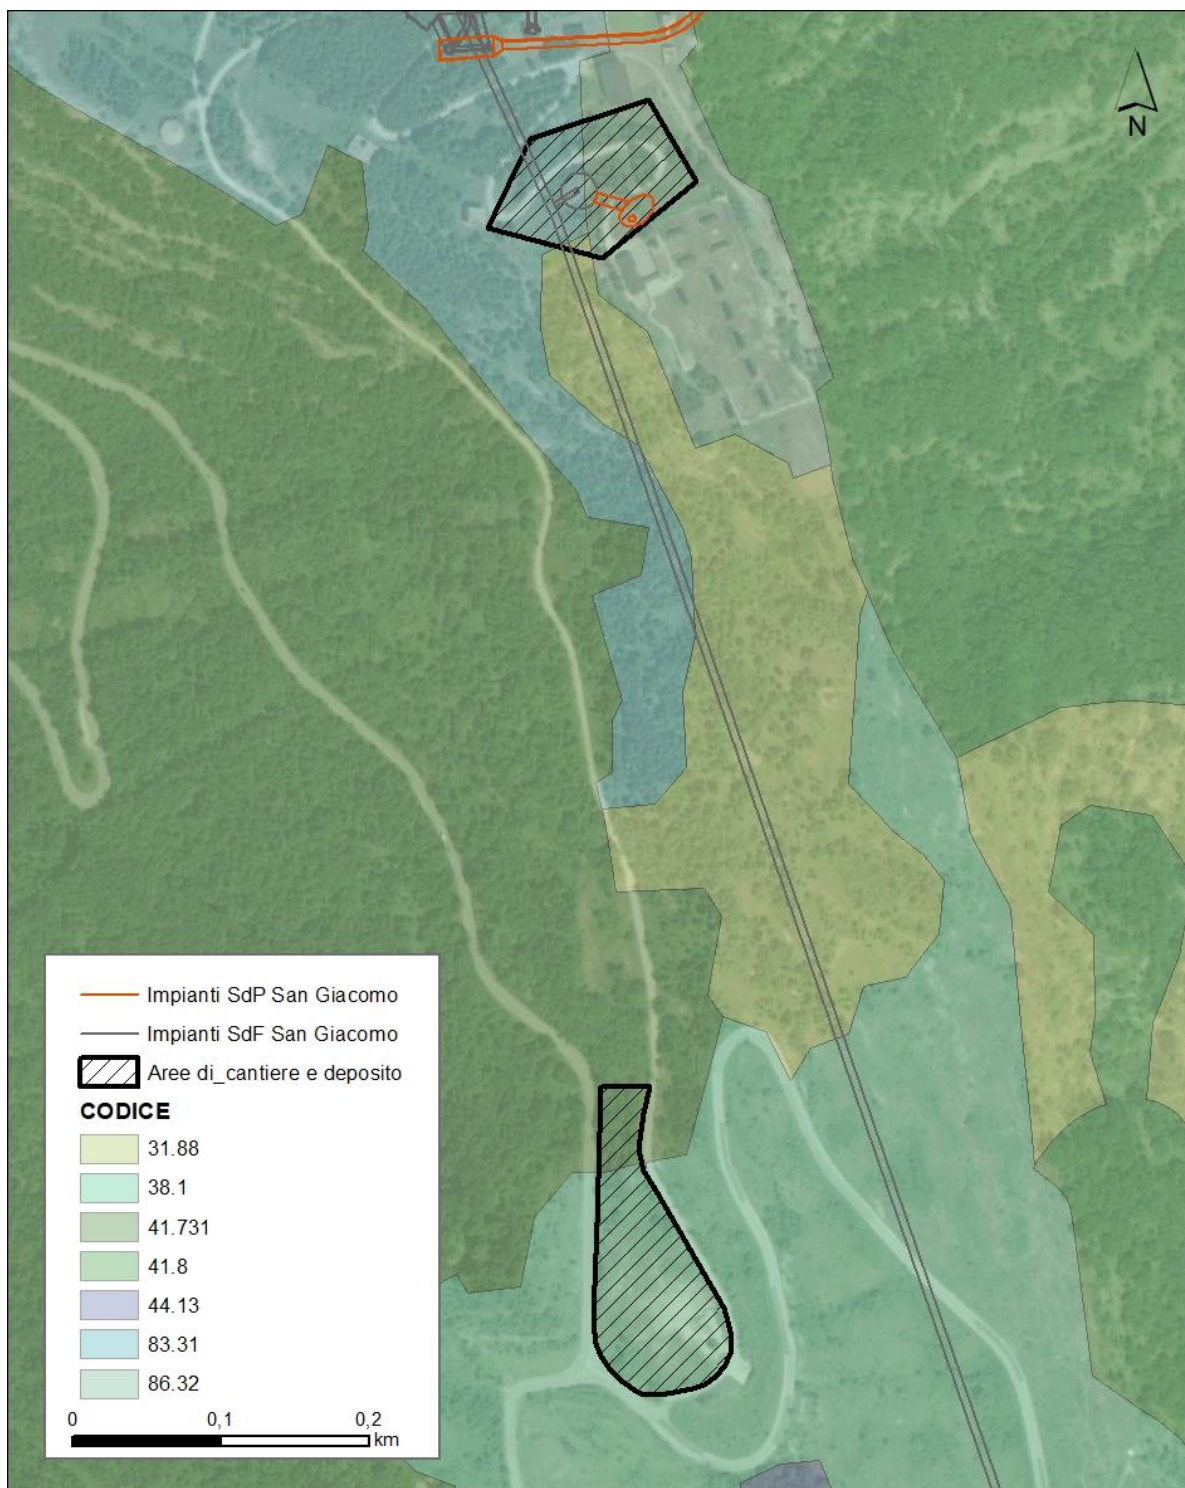 N
Impianti SdP San Giacomo
Impianti SdF San Giacomo
Aree di_cantiere e deposito
CODICE
31.88
38.1
41.731
41.8
44.13
83.31
86.32
0 0,1 0,2
km